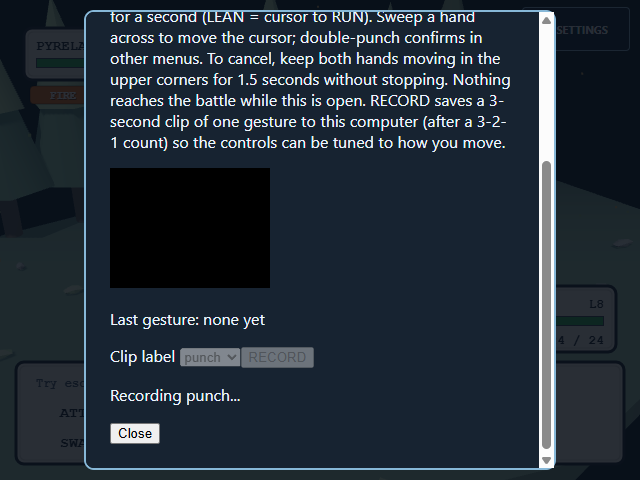 for a second (LEAN = cursor to RUN). Sweep a hand
across to move the cursor; double-punch confirms in
other menus. To cancel, keep both hands moving in the
upper corners for 1.5 seconds without stopping. Nothing
reaches the battle while this is open. RECORD saves a 3-
second clip of one gesture to this computer (after a 3-2-
1 count) so the controls can be tuned to how you move.
SETTINGS
PYRELA
FIRE
Last gesture: none yet
L8
4 / 24
Clip label punch RECORD
Try esc
Recording punch...
ATT
Close
SWA